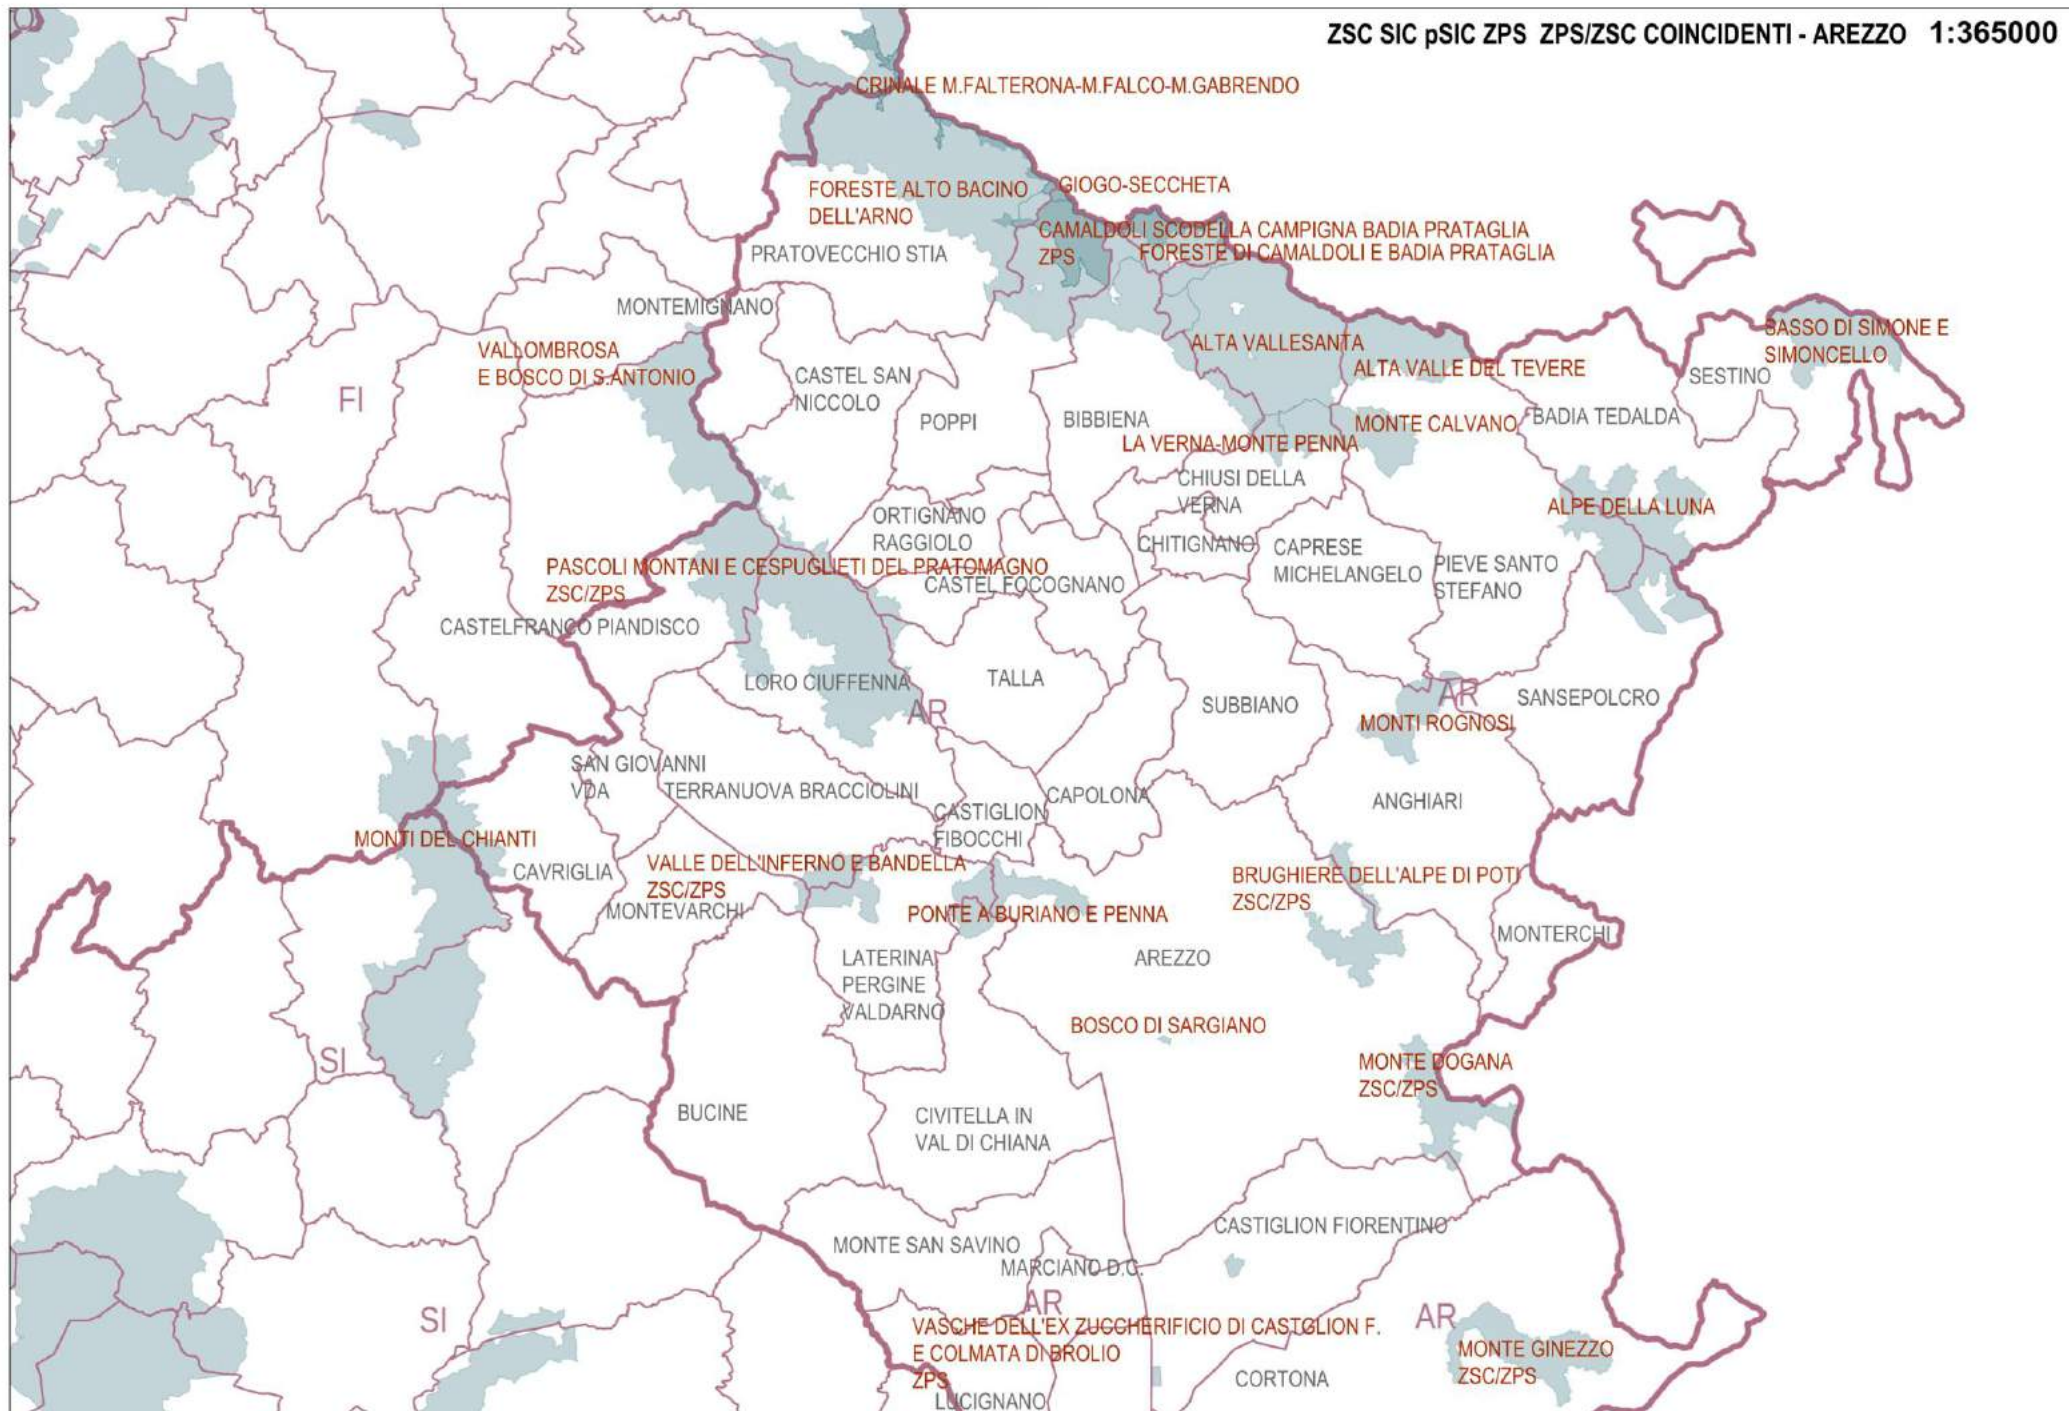 ZSC SIC pSIC ZPS ZPS/ZSC COINCIDENTI - AREZZO 1:365000
CRINALE M.FALTERONA-M.FALCO-M.GABRENDO
FORESTE ALTO BACINO
DELL'ARNO
GIOGO-SECCHETA
CAMALDOLI SCODELLA CAMPIGNA BADIA PRATAGLIA
ZPS
FORESTE DI CAMALDOLI E BADIA PRATAGLIA
PRATOVECCHIO STIA
MONTEMIGNANO
VALLOMBROSA
E BOSCO DI S.ANTONIO
FI
CASTEL SAN
NICCOLO
POPPI
BIBBIENA
ALTA VALLESANTA
ALTA VALLE DEL TEVERE
SASSO DI SIMONE E
SIMONCELLO
SESTINO
BADIA TEDALDA
MONTE CALVANO
LA VERNA-MONTE PENNA
CHIUSI DELLA
VERNA
ORTIGNANO
RAGGIOLO
CHITIGNANO
CAPRESE
MICHELANGELO
PIEVE SANTO
STEFANO
ALPE DELLA LUNA
PASCOLI MONTANI E CESPUGLIETI DEL PRATOMAGNO
ZSC/ZPS
CASTEL FOCOGNANO
CASTELFRANCO PIANDISCO
LORO CIUFFENNA
AR
TALLA
SUBBIANO
AR
SANSEPOLCRO
MONTI ROGNOSI
SAN GIOVANNI
VDA
TERRANUOVA BRACCIOLINI
CASTIGLION
FIBOCCHI
CAPOLONA
ANGHIARI
MONTI DEL CHIANTI
CAVRIGLIA
VALLE DELL'INFERNO E BANDELLA
ZSC/ZPS
MONTEVARCHI
PONTE A BURIANO E PENNA
BRUGHIERE DELL'ALPE DI POTI
ZSC/ZPS
MONTERCHI
LATERINA
PERGINE
VALDARNO
AREZZO
BOSCO DI SARGIANO
SI
MONTE DOGANA
ZSC/ZPS
BUCINE
CIVITELLA IN
VAL DI CHIANA
MONTE SAN SAVINO
MARCIANO D.C.
CASTIGLION FIORENTINO
SI
AR
AR
VASCHE DELL'EX ZUCCHERIFICIO DI CASTGLION F.
E COLMATA DI BROLIO
ZPS
LUCIGNANO
CORTONA
MONTE GINEZZO
ZSC/ZPS